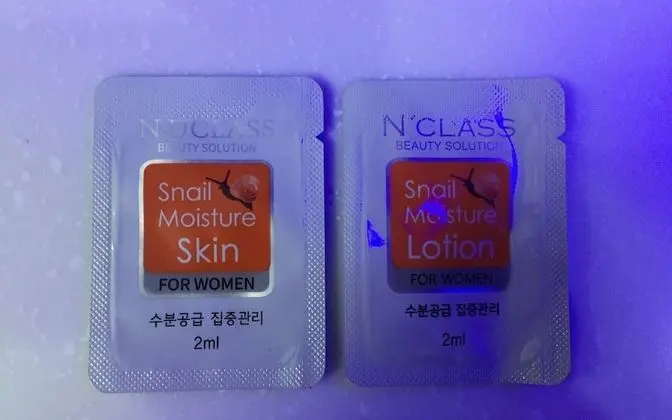 N'CLASS
BEAUTY SOLUTION
Snail
Moisture
Skin
FOR WOMEN
수분공급 집중관리
2ml
N'CLASS
BEAUTY SOLUTION
Snail
Moisture
Lotion
FOR WOMEN
수분공급 집중관리
2ml